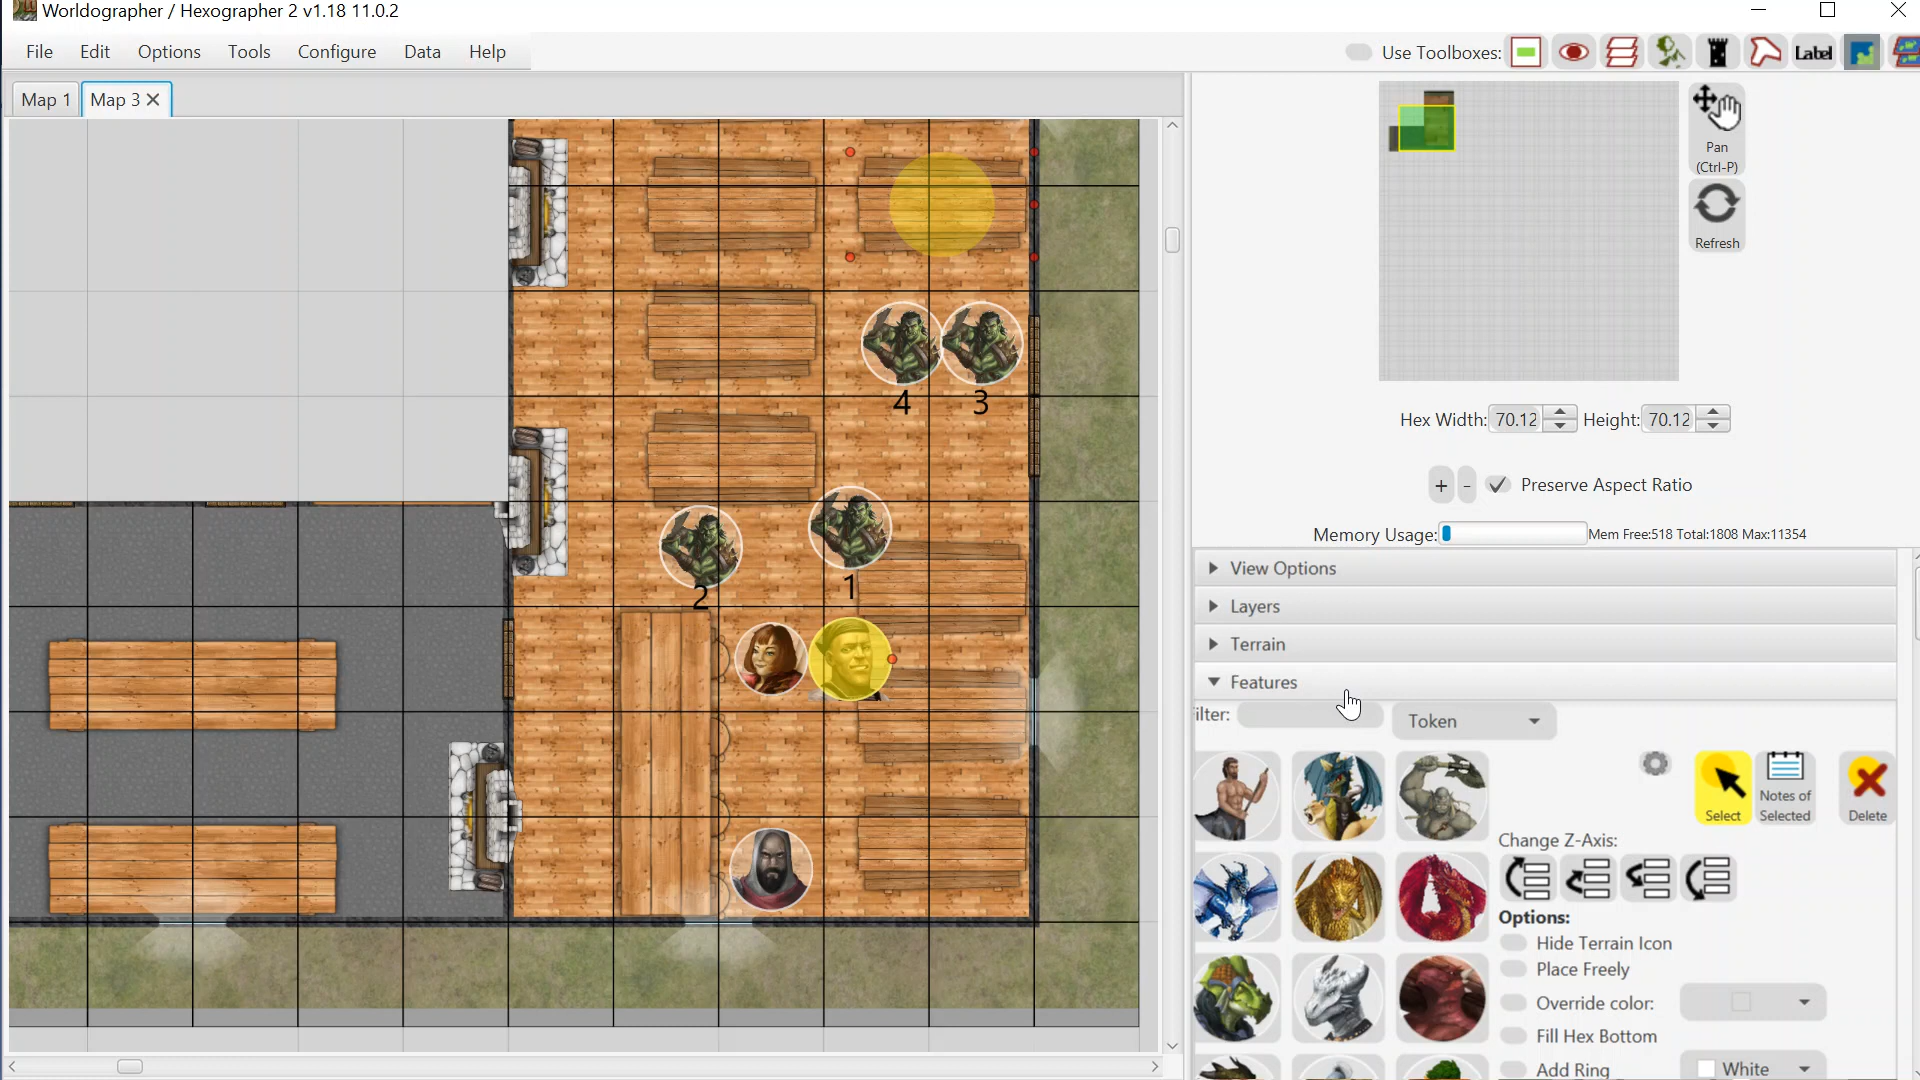 Worldographer / Hexographer 2 v1.18 11.0.2
File Edit Options Tools Configure Data Help
Use Toolboxes: Label
Map 1 Map 3
Pan
(Ctrl-P)
Refresh
4 3
2 1
Hex Width: 70.12 Height: 70.12
+ - Preserve Aspect Ratio
Memory Usage: Mem Free:518 Total:1808 Max:11354
View Options
Layers
Terrain
Features
ilter: Token
Select
Notes of
Selected
Delete
Change Z-Axis:
Options:
Hide Terrain Icon
Place Freely
Override color:
Fill Hex Bottom
Add Ring White